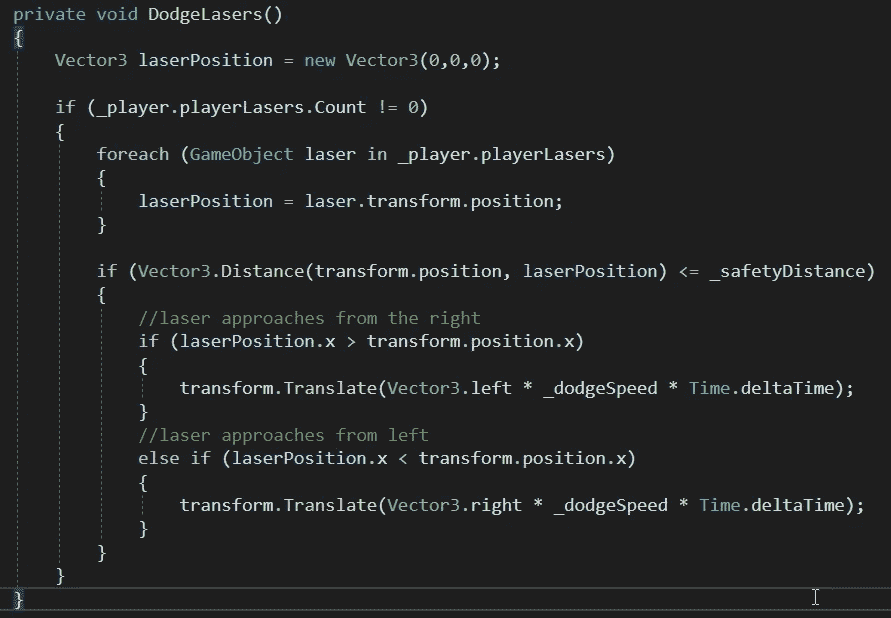 private void DodgeLasers()
{
    Vector3 laserPosition = new Vector3(0,0,0);

    if (_player.playerLasers.Count != 0)
    {
        foreach (GameObject laser in _player.playerLasers)
        {
            laserPosition = laser.transform.position;
        }

        if (Vector3.Distance(transform.position, laserPosition) <= _safetyDistance)
        {
            //laser approaches from the right
            if (laserPosition.x > transform.position.x)
            {
                transform.Translate(Vector3.left * _dodgeSpeed * Time.deltaTime);
            }
            //laser approaches from left
            else if (laserPosition.x < transform.position.x)
            {
                transform.Translate(Vector3.right * _dodgeSpeed * Time.deltaTime);
            }
        }
    }
}